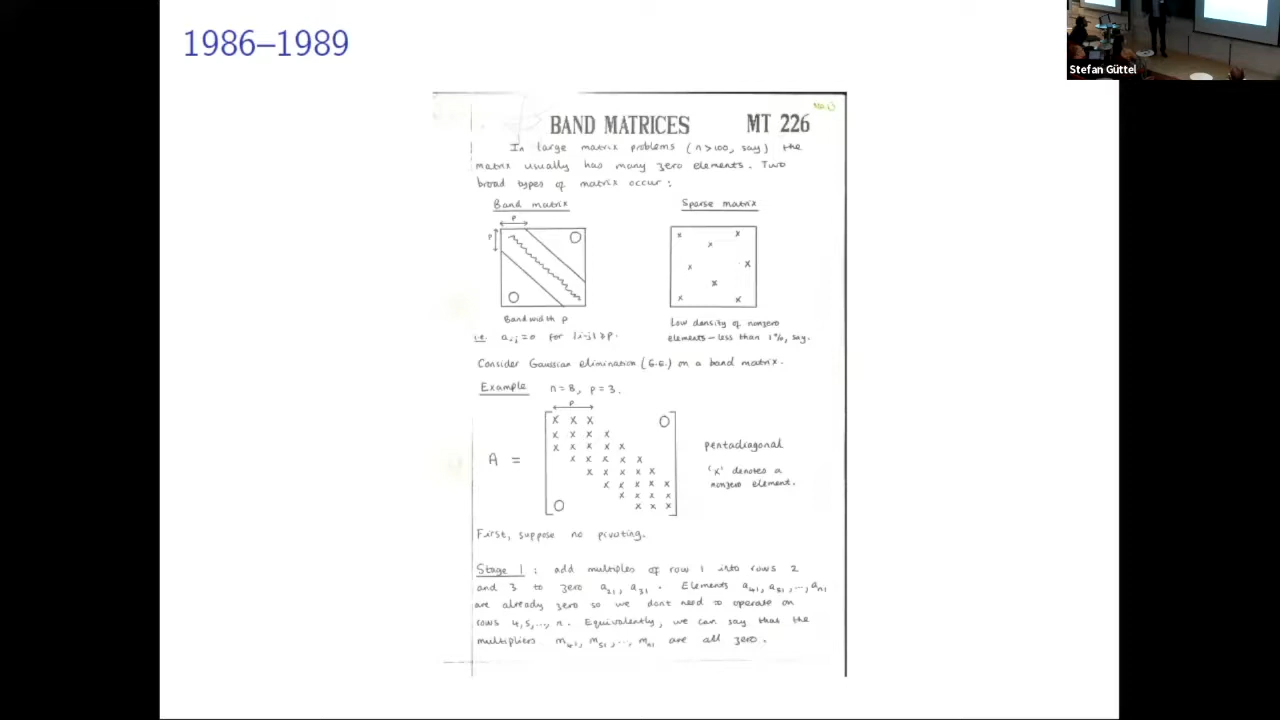 1986–1989
Stefan Güttel
BAND MATRICES MT 226
In large matrix problems (n>100, say) the
matrix usually has many zero elements. Two
broad types of matrix occur:
Band matrix Sparse matrix
p
p
O
O
x x
x
x x
x
x x
Bandwidth p
i.e. aᵢⱼ=0 for |i-j|≥p.
Low density of nonzero
elements — less than 1%, say.
Consider Gaussian elimination (G.E.) on a band matrix.
Example n=8, p=3.
p
x x x O
x x x x
x x x x x
A = x x x x x
x x x x x
x x x x x
x x x x
O x x x
pentadiagonal
'x' denotes a
nonzero element.
First, suppose no pivoting.
Stage 1 : add multiples of row 1 into rows 2
and 3 to zero a₂₁, a₃₁. Elements a₄₁, a₅₁, ..., aₙ₁
are already zero so we dont need to operate on
rows 4,5,..., n. Equivalently, we can say that the
multipliers m₄₁, m₅₁, ..., mₙ₁ are all zero.